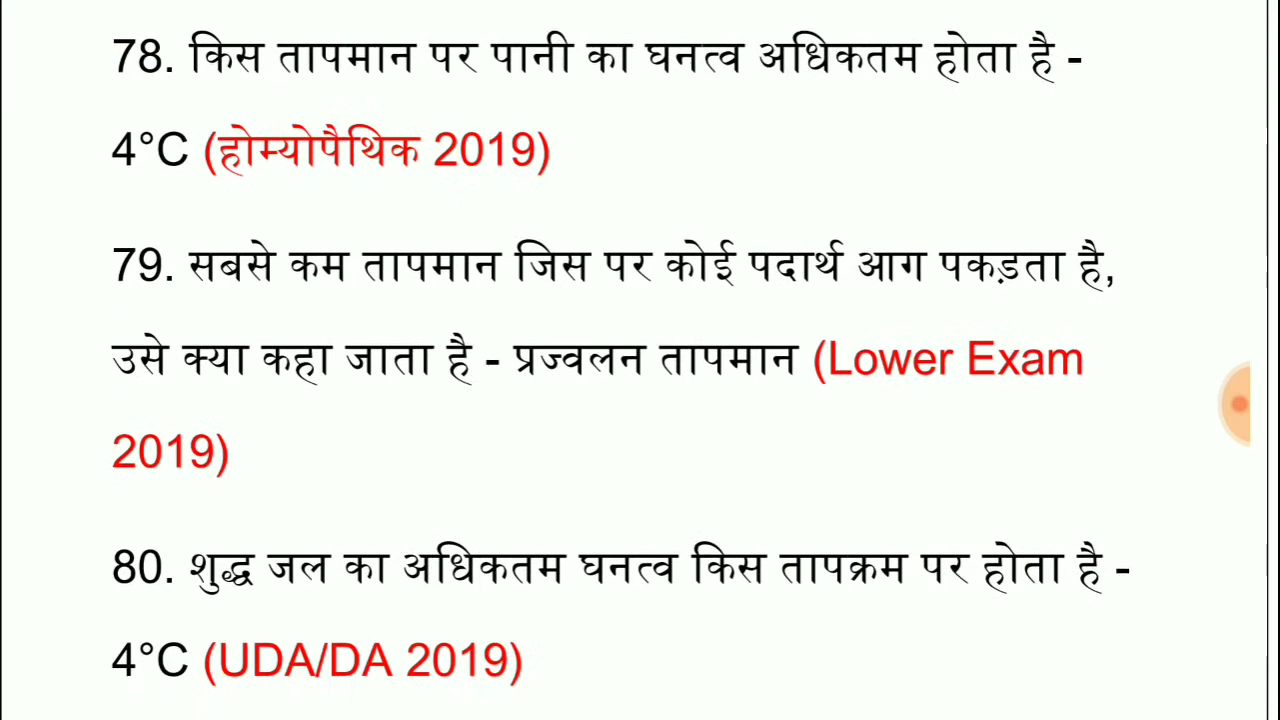 78. किस तापमान पर पानी का घनत्व अधिकतम होता है -
4°C (होम्योपैथिक 2019)
79. सबसे कम तापमान जिस पर कोई पदार्थ आग पकड़ता है,
उसे क्या कहा जाता है - प्रज्वलन तापमान (Lower Exam
2019)
80. शुद्ध जल का अधिकतम घनत्व किस तापक्रम पर होता है -
4°C (UDA/DA 2019)